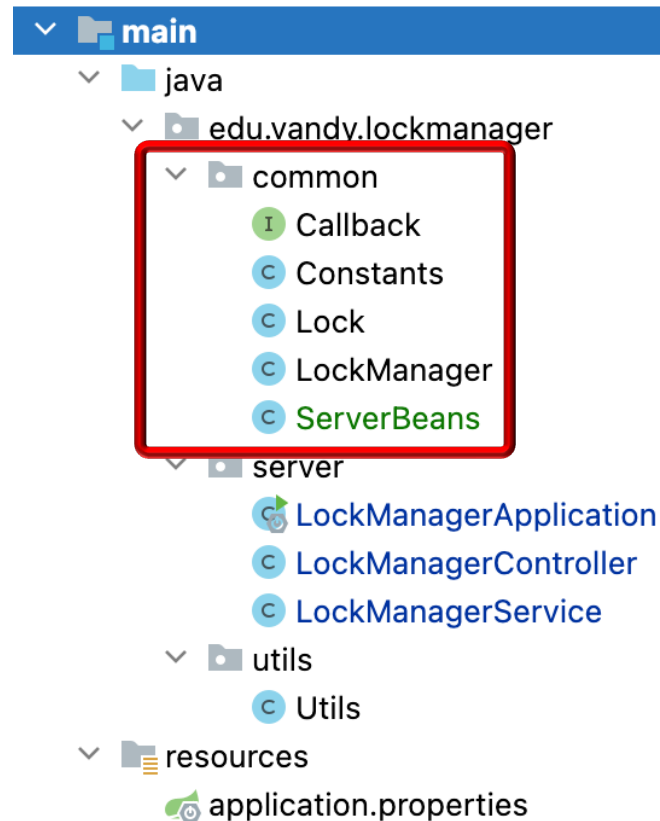 main
java
edu.vandy.lockmanager
common
I Callback
C Constants
C Lock
C LockManager
C ServerBeans
server
C LockManagerApplication
C LockManagerController
C LockManagerService
utils
C Utils
resources
application.properties